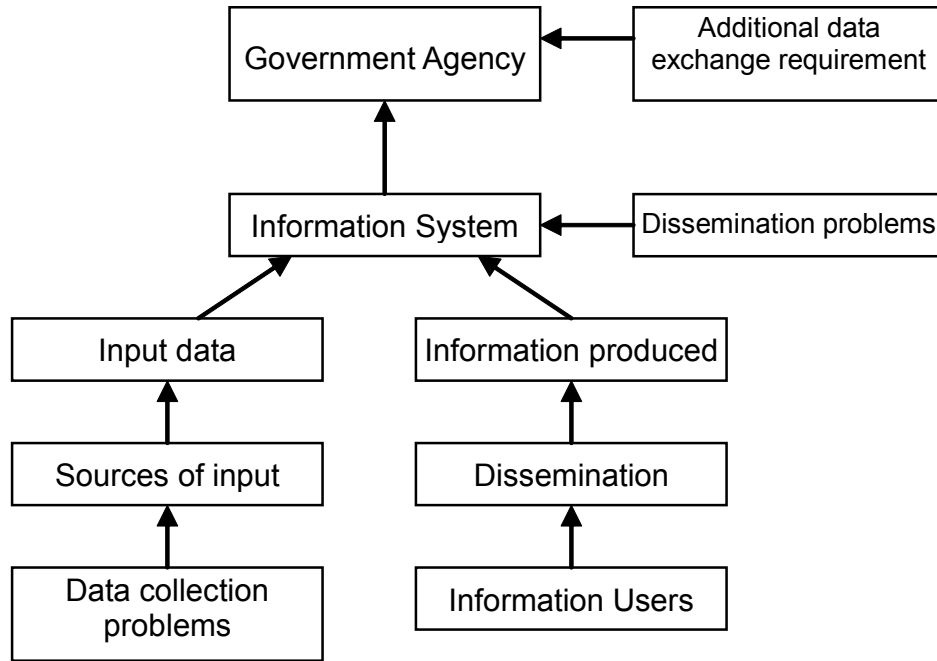 Government Agency
Additional data
exchange requirement
Information System
Dissemination problems
Input data
Information produced
Sources of input
Dissemination
Data collection
problems
Information Users